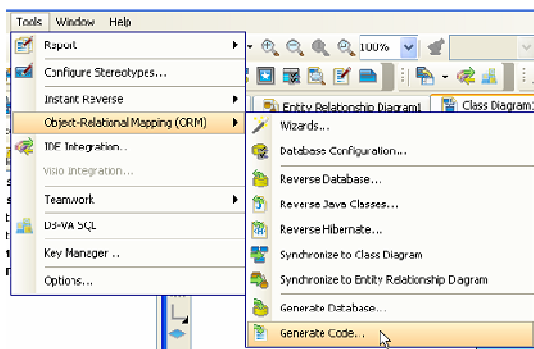 Tools Window Help
Report
100%
Configure Stereotypes...
Instant Reverse
Entity Relationship Diagram1
Class Diagram1
Object-Relational Mapping (ORM)
Wizards...
IDE Integration...
Database Configuration...
Visio Integration...
Reverse Database...
Teamwork
Reverse Java Classes...
DB-VA SQL
Reverse Hibernate...
Key Manager ...
Synchronize to Class Diagram
Options...
Synchronize to Entity Relationship Diagram
Generate Database...
Generate Code...